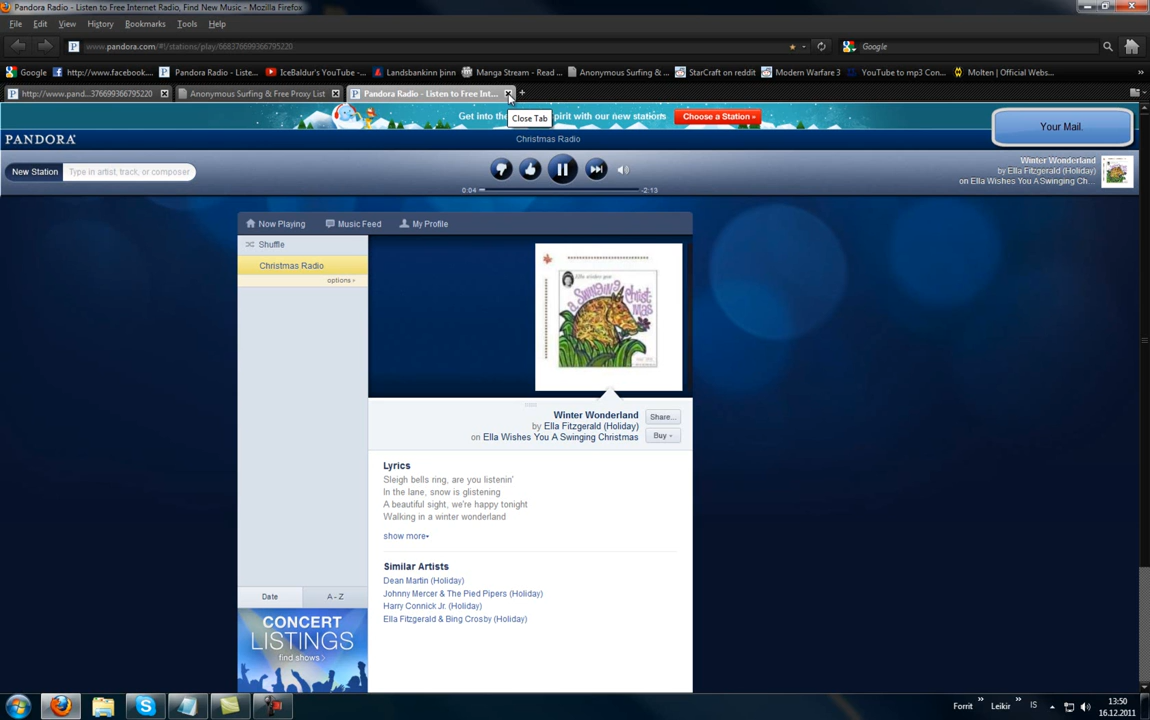 Pandora Radio - Listen to Free Internet Radio, Find New Music - Mozilla Firefox
File Edit View History Bookmarks Tools Help
www.pandora.com/#!/stations/play/668376699366795220
Google
Google http://www.facebook.... Pandora Radio - Liste... IceBaldur's YouTube -... Landsbankinn þinn Manga Stream - Read ... Anonymous Surfing & ... StarCraft on reddit Modern Warfare 3 YouTube to mp3 Con... Molten | Official Webs... »
http://www.pand...376699366795220 Anonymous Surfing & Free Proxy List Pandora Radio - Listen to Free Int...
Close Tab
Get into the pirit with our new stations Choose a Station »
Your Mail.
PANDORA Christmas Radio
New Station Type in artist, track, or composer
0:04 -2:13
Winter Wonderland
by Ella Fitzgerald (Holiday)
on Ella Wishes You A Swinging Ch...
Now Playing Music Feed My Profile
Shuffle
Christmas Radio
options
Ella wishes you
a SwingiNg ChRistmas
Winter Wonderland
by Ella Fitzgerald (Holiday)
on Ella Wishes You A Swinging Christmas
Share...
Buy
Lyrics
Sleigh bells ring, are you listenin'
In the lane, snow is glistening
A beautiful sight, we're happy tonight
Walking in a winter wonderland
show more
Similar Artists
Dean Martin (Holiday)
Johnny Mercer & The Pied Pipers (Holiday)
Harry Connick Jr. (Holiday)
Ella Fitzgerald & Bing Crosby (Holiday)
Date A - Z
CONCERT
LISTINGS
find shows
Forrit » Leikir » IS
13:50
16.12.2011